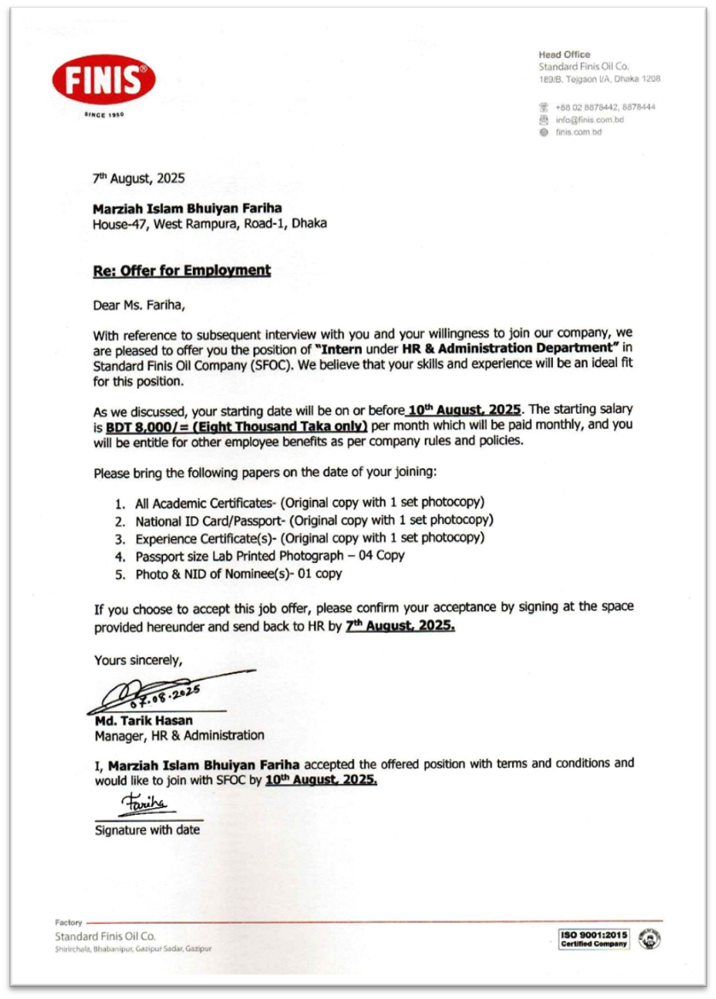 FINIS®
SINCE 1950
Head Office
Standard Finis Oil Co.
189/B, Tejgaon I/A, Dhaka 1208
+88 02 8878442, 8878444
info@finis.com.bd
finis.com.bd
7th August, 2025
Marziah Islam Bhuiyan Fariha
House-47, West Rampura, Road-1, Dhaka
Re: Offer for Employment
Dear Ms. Fariha,
With reference to subsequent interview with you and your willingness to join our company, we
are pleased to offer you the position of "Intern under HR & Administration Department" in
Standard Finis Oil Company (SFOC). We believe that your skills and experience will be an ideal fit
for this position.
As we discussed, your starting date will be on or before 10th August, 2025. The starting salary
is BDT 8,000/= (Eight Thousand Taka only) per month which will be paid monthly, and you
will be entitle for other employee benefits as per company rules and policies.
Please bring the following papers on the date of your joining:
1. All Academic Certificates- (Original copy with 1 set photocopy)
2. National ID Card/Passport- (Original copy with 1 set photocopy)
3. Experience Certificate(s)- (Original copy with 1 set photocopy)
4. Passport size Lab Printed Photograph – 04 Copy
5. Photo & NID of Nominee(s)- 01 copy
If you choose to accept this job offer, please confirm your acceptance by signing at the space
provided hereunder and send back to HR by 7th August, 2025.
Yours sincerely,
07.08.2025
Md. Tarik Hasan
Manager, HR & Administration
I, Marziah Islam Bhuiyan Fariha accepted the offered position with terms and conditions and
would like to join with SFOC by 10th August, 2025.
Fariha
Signature with date
Factory
Standard Finis Oil Co.
Shirirchala, Bhabanipur, Gazipur Sadar, Gazipur
ISO 9001:2015
Certified Company